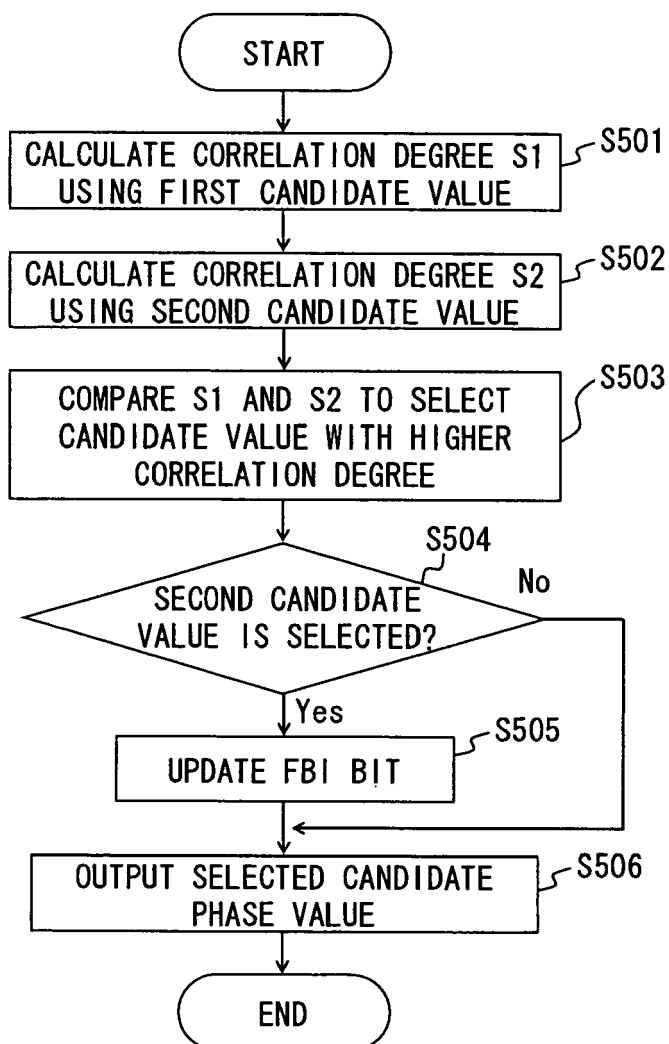 START
CALCULATE CORRELATION DEGREE S1
USING FIRST CANDIDATE VALUE
S501
CALCULATE CORRELATION DEGREE S2
USING SECOND CANDIDATE VALUE
S502
COMPARE S1 AND S2 TO SELECT
CANDIDATE VALUE WITH HIGHER
CORRELATION DEGREE
S503
S504
SECOND CANDIDATE
VALUE IS SELECTED?
No
Yes
S505
UPDATE FBI BIT
OUTPUT SELECTED CANDIDATE
PHASE VALUE
S506
END